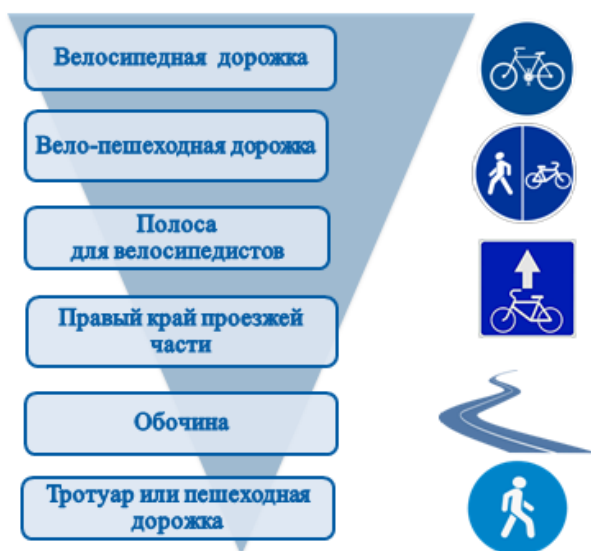 Велосипедная дорожка
Вело-пешеходная дорожка
Полоса
для велосипедистов
Правый край проезжей
части
Обочина
Тротуар или пешеходная
дорожка